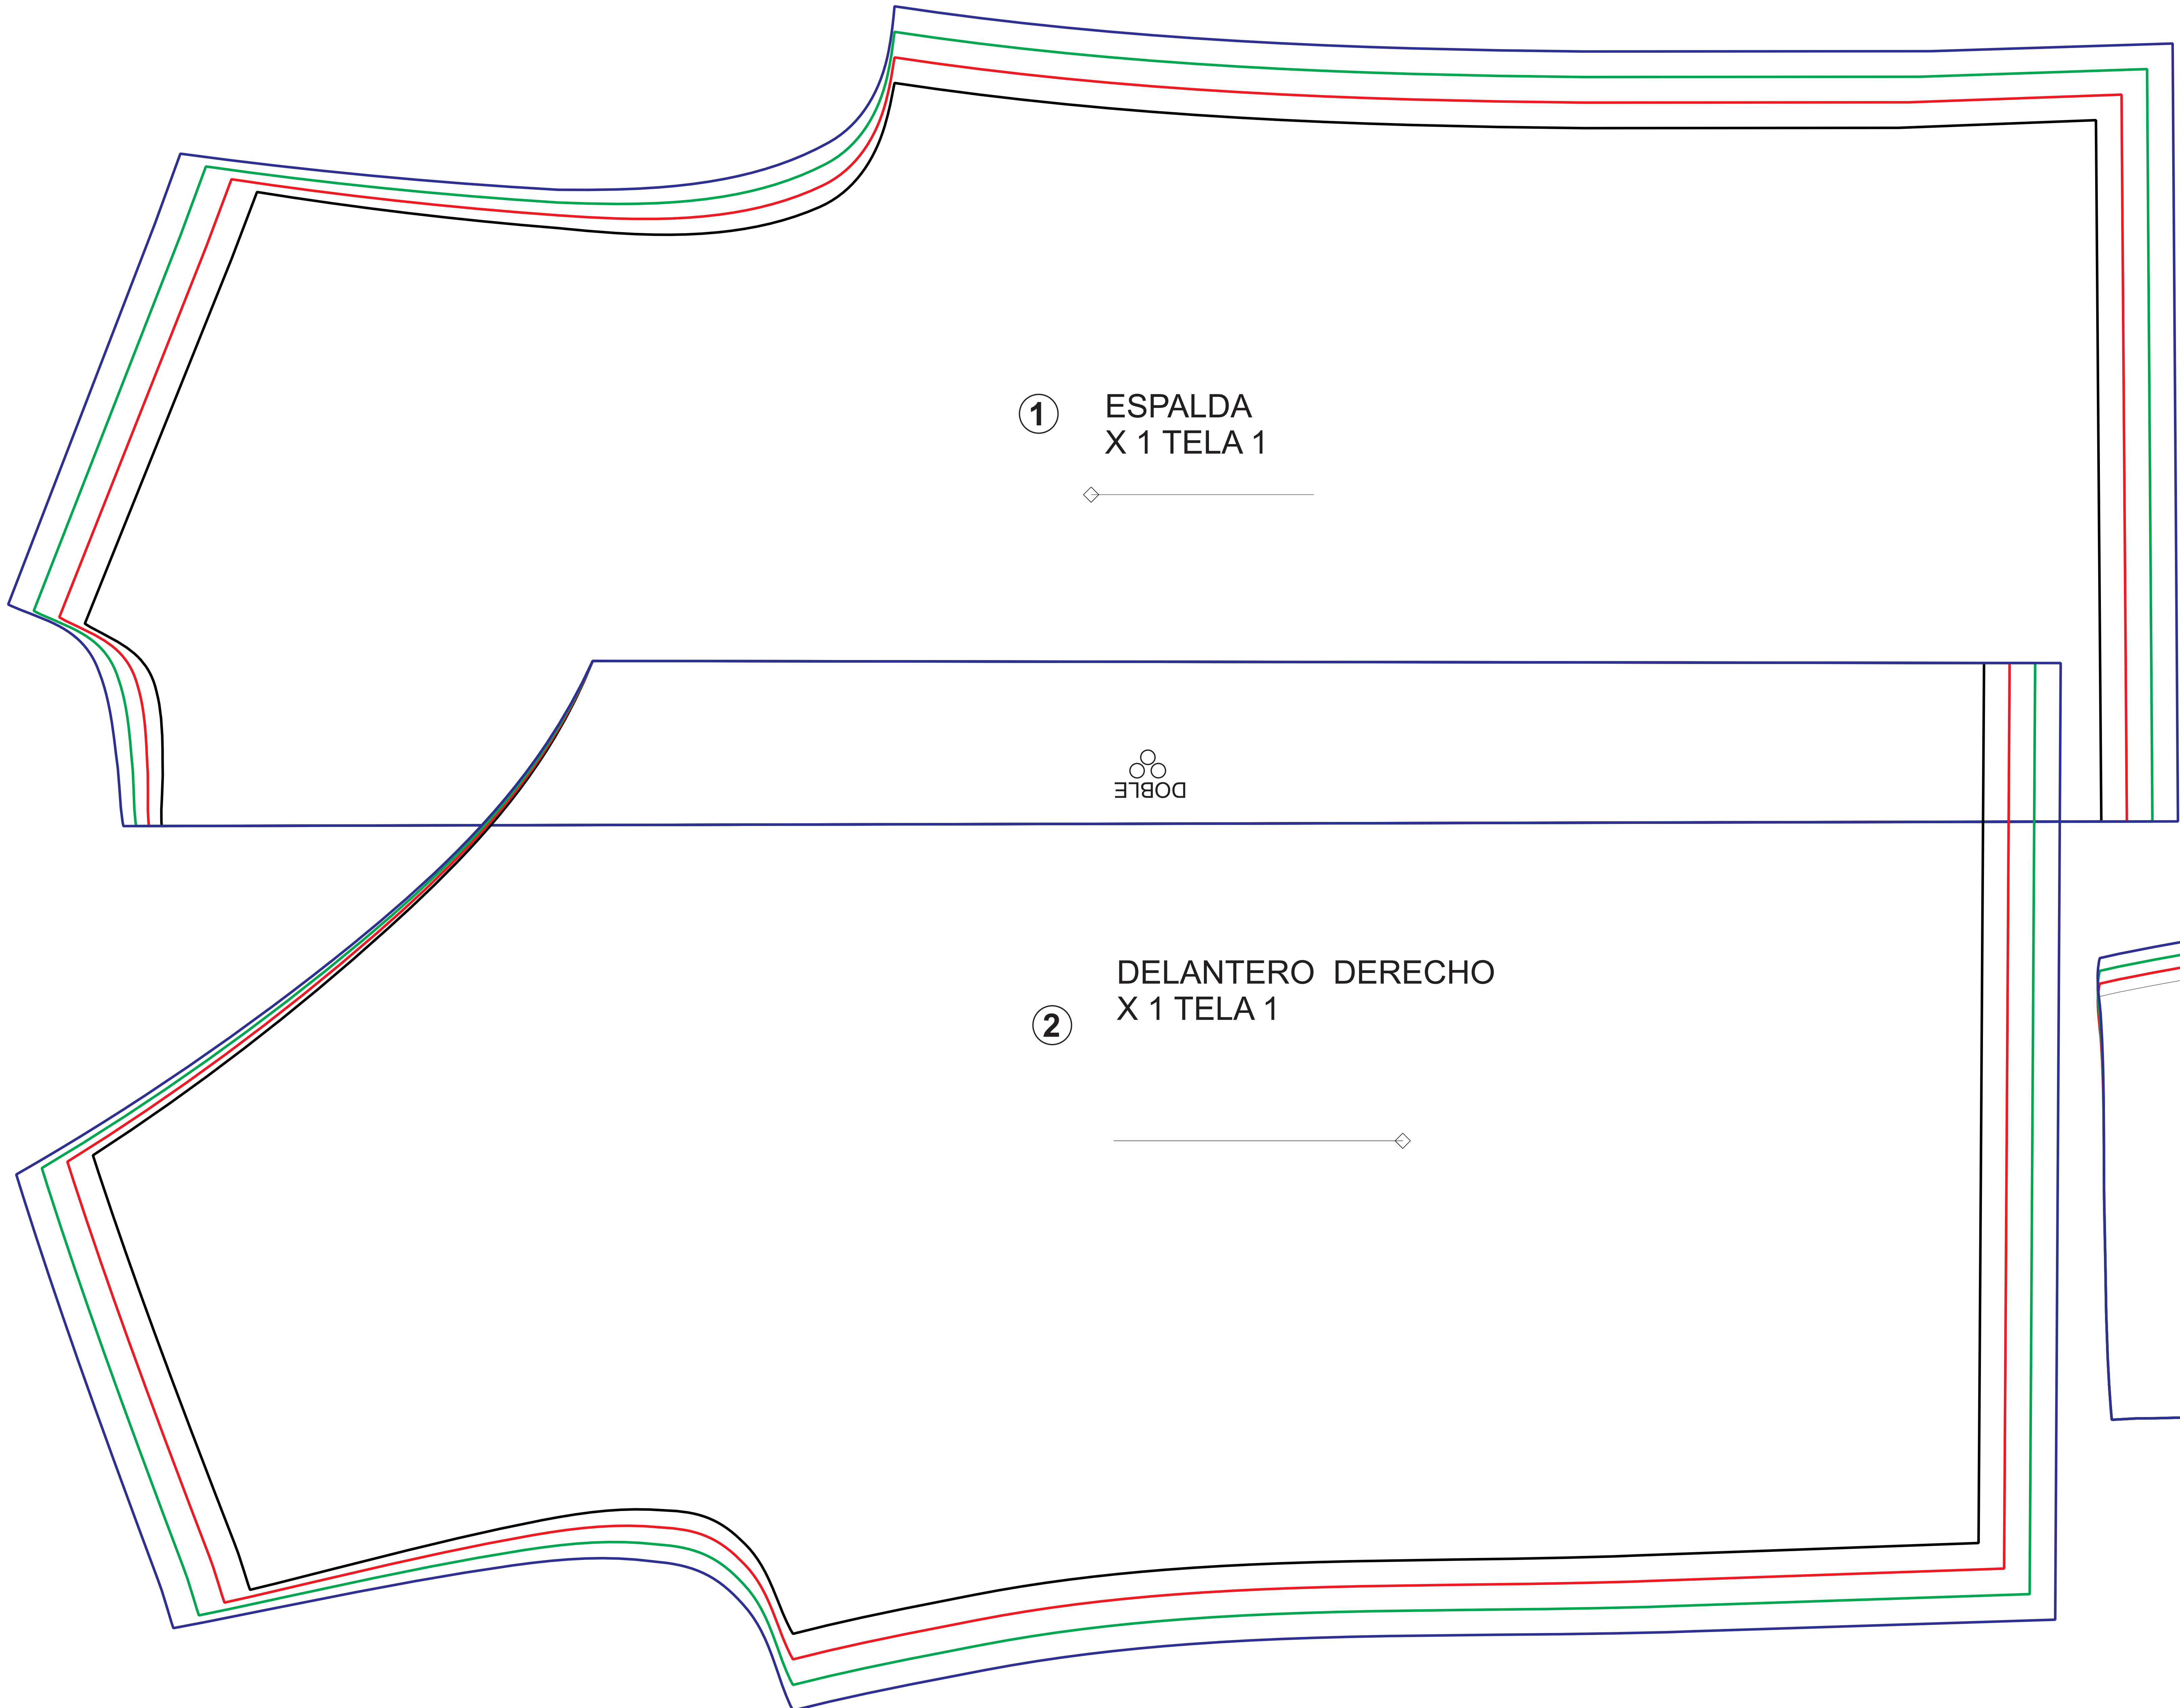 1
ESPALDA
X 1 TELA 1
DOBLE
DELANTERO DERECHO
X 1 TELA 1
2